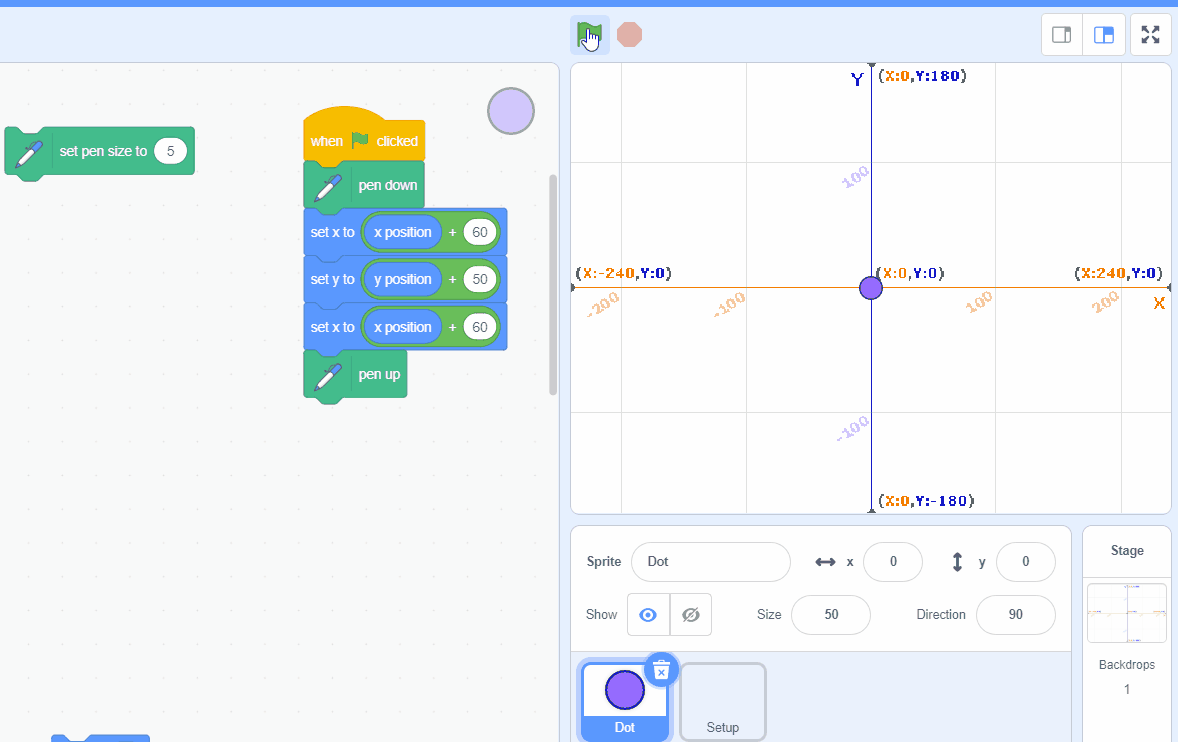 set pen size to 5
when clicked
pen down
set x to x position + 60
set y to y position + 50
set x to x position + 60
pen up
Y (X:0,Y:180)
100
(X:-240,Y:0) (X:0,Y:0) (X:240,Y:0)
-200 -100 100 200 X
-100
(X:0,Y:-180)
Sprite Dot x 0 y 0
Show Size 50 Direction 90
Stage
Backdrops
1
Dot
Setup